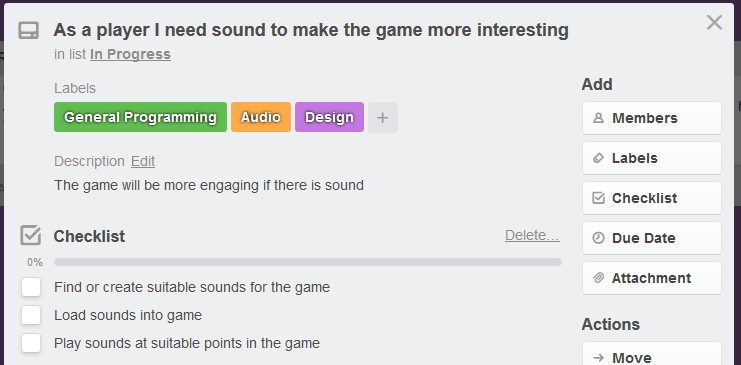 As a player I need sound to make the game more interesting
in list In Progress
Labels
General Programming Audio Design +
Description Edit
The game will be more engaging if there is sound
Checklist Delete...
0%
Find or create suitable sounds for the game
Load sounds into game
Play sounds at suitable points in the game
Add
Members
Labels
Checklist
Due Date
Attachment
Actions
Move